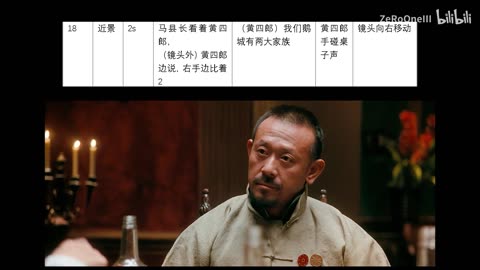 ZeRoOneIII bilibili
18 近景 2s 马县长看着黄四郎，（镜头外）黄四郎边说，右手边比着2 （黄四郎）我们鹅城有两大家族 黄四郎手碰桌子声 镜头向右移动